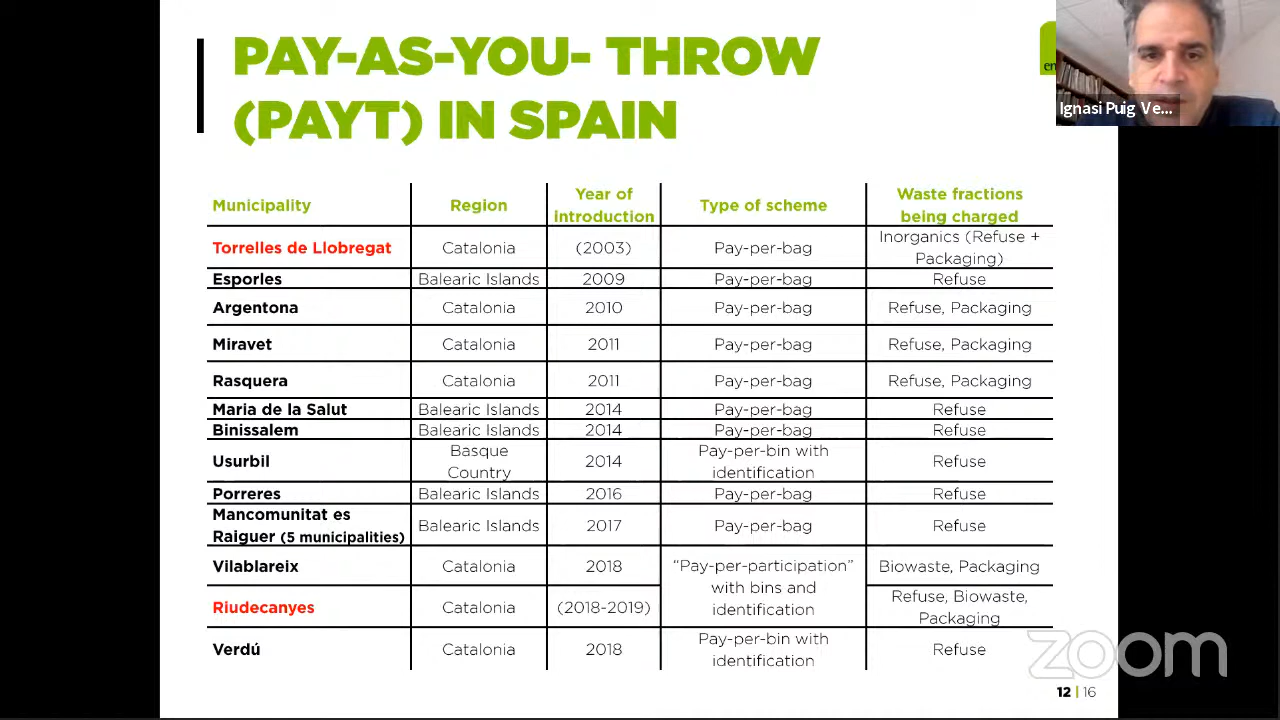 PAY-AS-YOU- THROW
(PAYT) IN SPAIN
Ignasi Puig Ve...
Municipality
Region
Year of
introduction
Type of scheme
Waste fractions
being charged
Torrelles de Llobregat
Catalonia
(2003)
Pay-per-bag
Inorganics (Refuse +
Packaging)
Esporles
Balearic Islands
2009
Pay-per-bag
Refuse
Argentona
Catalonia
2010
Pay-per-bag
Refuse, Packaging
Miravet
Catalonia
2011
Pay-per-bag
Refuse, Packaging
Rasquera
Catalonia
2011
Pay-per-bag
Refuse, Packaging
Maria de la Salut
Balearic Islands
2014
Pay-per-bag
Refuse
Binissalem
Balearic Islands
2014
Pay-per-bag
Refuse
Usurbil
Basque
Country
2014
Pay-per-bin with
identification
Refuse
Porreres
Balearic Islands
2016
Pay-per-bag
Refuse
Mancomunitat es
Raiguer (5 municipalities)
Balearic Islands
2017
Pay-per-bag
Refuse
Vilablareix
Catalonia
2018
“Pay-per-participation”
with bins and
identification
Biowaste, Packaging
Riudecanyes
Catalonia
(2018-2019)
Refuse, Biowaste,
Packaging
Verdú
Catalonia
2018
Pay-per-bin with
identification
Refuse
zoom
12 | 16